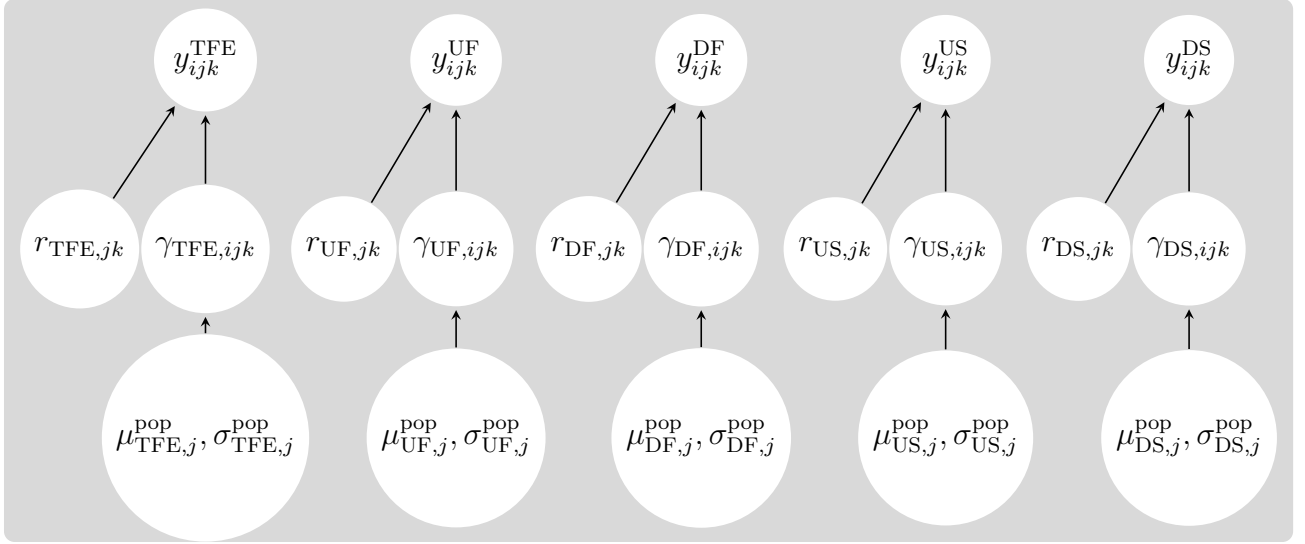 y_{ijk}^{TFE} y_{ijk}^{UF} y_{ijk}^{DF} y_{ijk}^{US} y_{ijk}^{DS}
r_{TFE,jk} γ_{TFE,ijk} r_{UF,jk} γ_{UF,ijk} r_{DF,jk} γ_{DF,ijk} r_{US,jk} γ_{US,ijk} r_{DS,jk} γ_{DS,ijk}
μ_{TFE,j}^{pop}, σ_{TFE,j}^{pop} μ_{UF,j}^{pop}, σ_{UF,j}^{pop} μ_{DF,j}^{pop}, σ_{DF,j}^{pop} μ_{US,j}^{pop}, σ_{US,j}^{pop} μ_{DS,j}^{pop}, σ_{DS,j}^{pop}